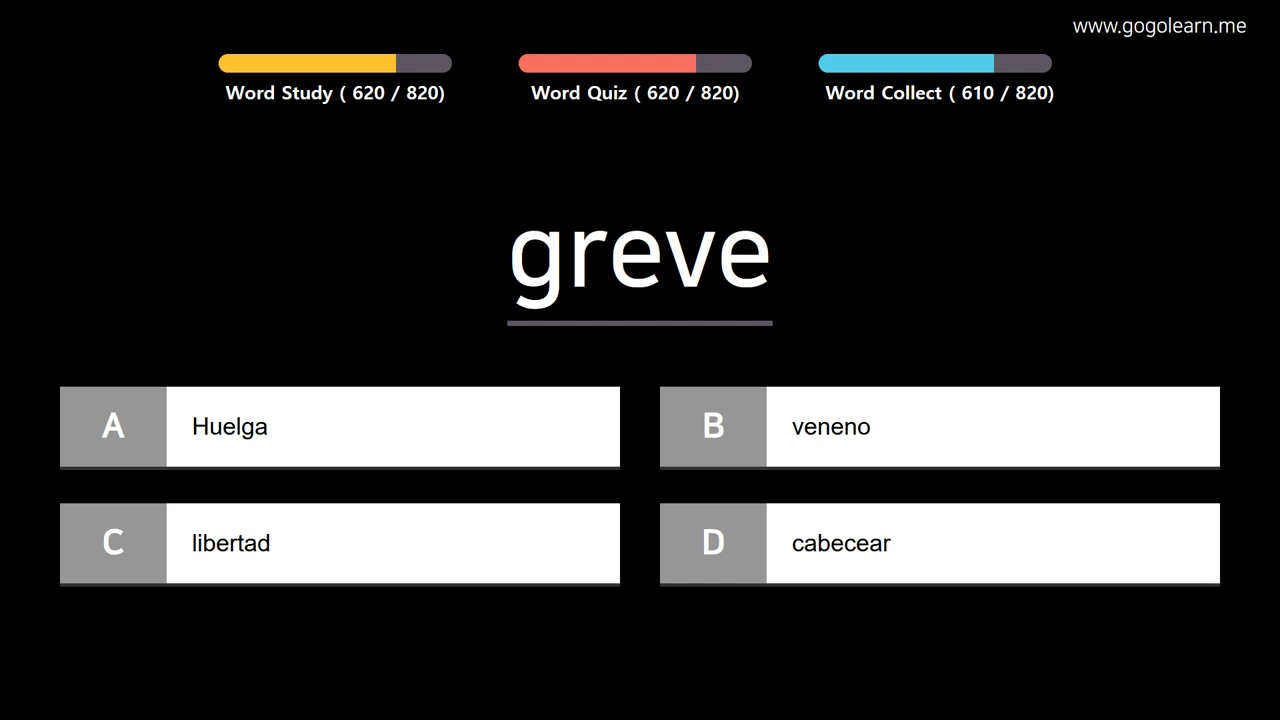 www.gogolearn.me
Word Study ( 620 / 820)
Word Quiz ( 620 / 820)
Word Collect ( 610 / 820)
greve
A Huelga
B veneno
C libertad
D cabecear